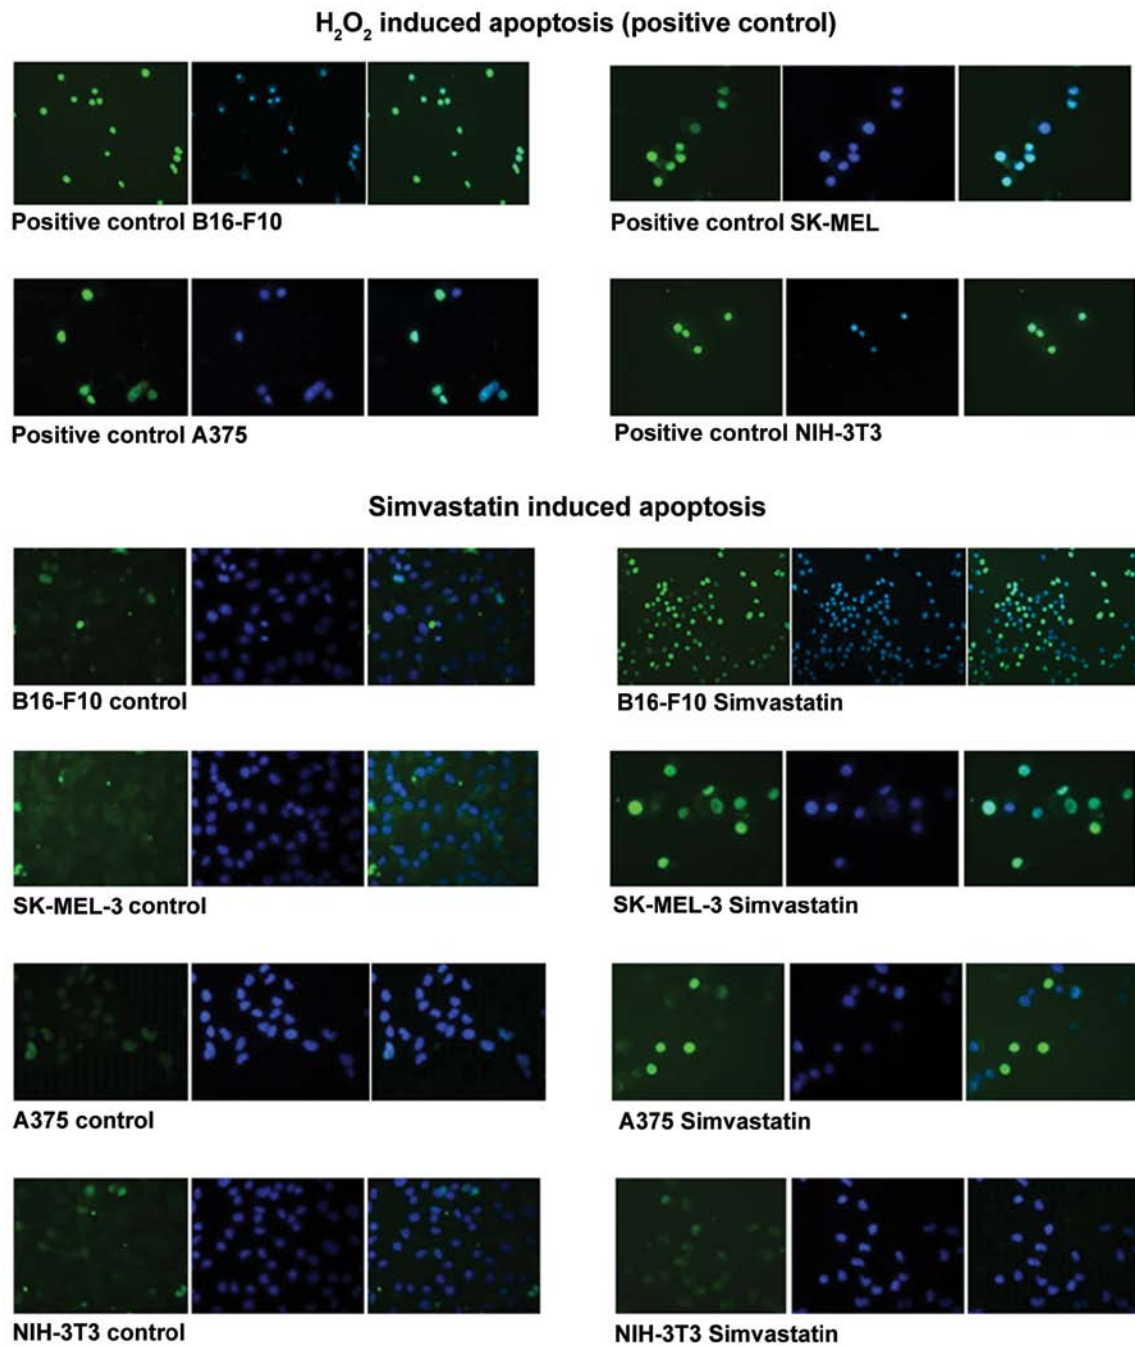 H₂O₂ induced apoptosis (positive control)
Positive control B16-F10
Positive control SK-MEL
Positive control A375
Positive control NIH-3T3
Simvastatin induced apoptosis
B16-F10 control
B16-F10 Simvastatin
SK-MEL-3 control
SK-MEL-3 Simvastatin
A375 control
A375 Simvastatin
NIH-3T3 control
NIH-3T3 Simvastatin